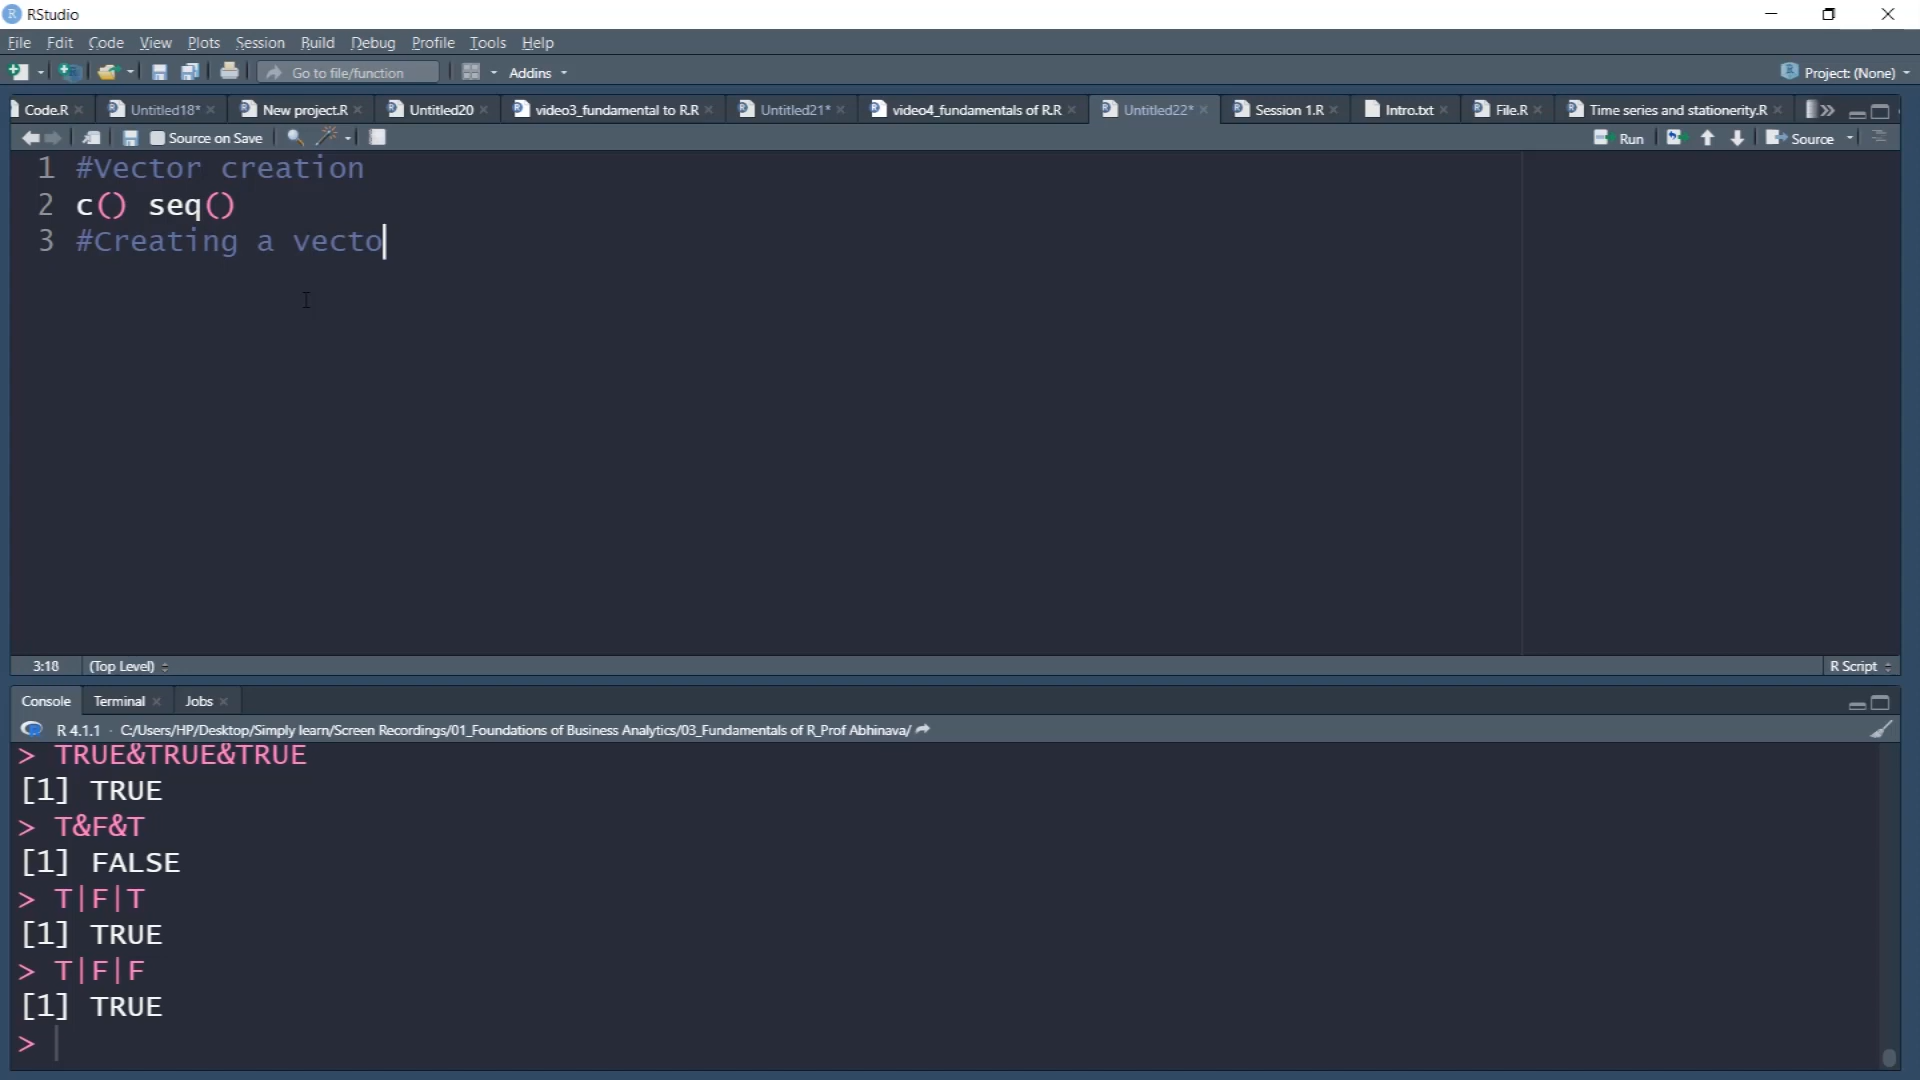 RStudio
File Edit Code View Plots Session Build Debug Profile Tools Help
Go to file/function Addins Project: (None)
Code.R Untitled18* New project.R Untitled20 video3_fundamental to R.R Untitled21* video4_fundamentals of R.R Untitled22* Session 1.R Intro.txt File.R Time series and stationerity.R
Source on Save Run Source
1 #Vector creation
2 c() seq()
3 #Creating a vecto
3:18 (Top Level) R Script
Console Terminal Jobs
R 4.1.1 · C:/Users/HP/Desktop/Simply learn/Screen Recordings/01_Foundations of Business Analytics/03_Fundamentals of R_Prof Abhinava/
> TRUE&TRUE&TRUE
[1] TRUE
> T&F&T
[1] FALSE
> T|F|T
[1] TRUE
> T|F|F
[1] TRUE
>